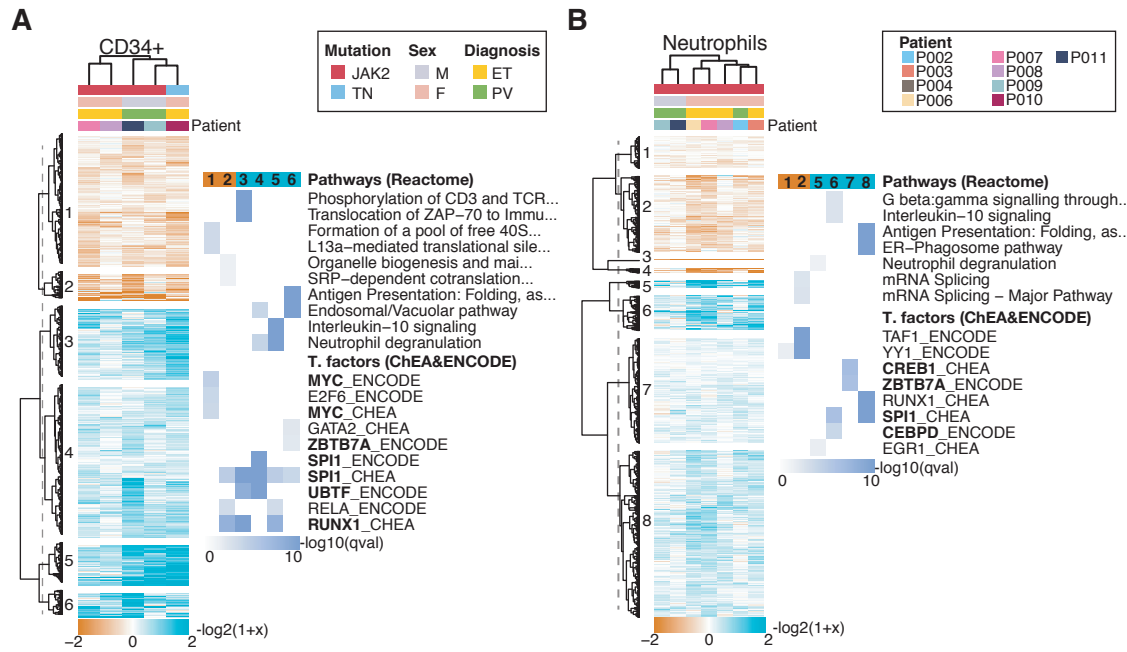 A
CD34+
Mutation Sex Diagnosis
JAK2 M ET
TN F PV
Patient
1
2
3
4
5
6
1 2 3 4 5 6
Pathways (Reactome)
Phosphorylation of CD3 and TCR...
Translocation of ZAP-70 to Immu...
Formation of a pool of free 40S...
L13a-mediated translational sile...
Organelle biogenesis and mai...
SRP-dependent cotranslation...
Antigen Presentation: Folding, as...
Endosomal/Vacuolar pathway
Interleukin-10 signaling
Neutrophil degranulation
T. factors (ChEA&ENCODE)
MYC_ENCODE
E2F6_ENCODE
MYC_CHEA
GATA2_CHEA
ZBTB7A_ENCODE
SPI1_ENCODE
SPI1_CHEA
UBTF_ENCODE
RELA_ENCODE
RUNX1_CHEA
-log10(qval)
0 10
-log2(1+x)
−2 0 2
B
Neutrophils
Patient
P002 P007 P011
P003 P008
P004 P009
P006 P010
Patient
1
2
3
4
5
6
7
8
1 2 5 6 7 8
Pathways (Reactome)
G beta:gamma signalling through..
Interleukin-10 signaling
Antigen Presentation: Folding, as..
ER-Phagosome pathway
Neutrophil degranulation
mRNA Splicing
mRNA Splicing - Major Pathway
T. factors (ChEA&ENCODE)
TAF1_ENCODE
YY1_ENCODE
CREB1_CHEA
ZBTB7A_ENCODE
RUNX1_CHEA
SPI1_CHEA
CEBPD_ENCODE
EGR1_CHEA
-log10(qval)
0 10
-log2(1+x)
−2 0 2